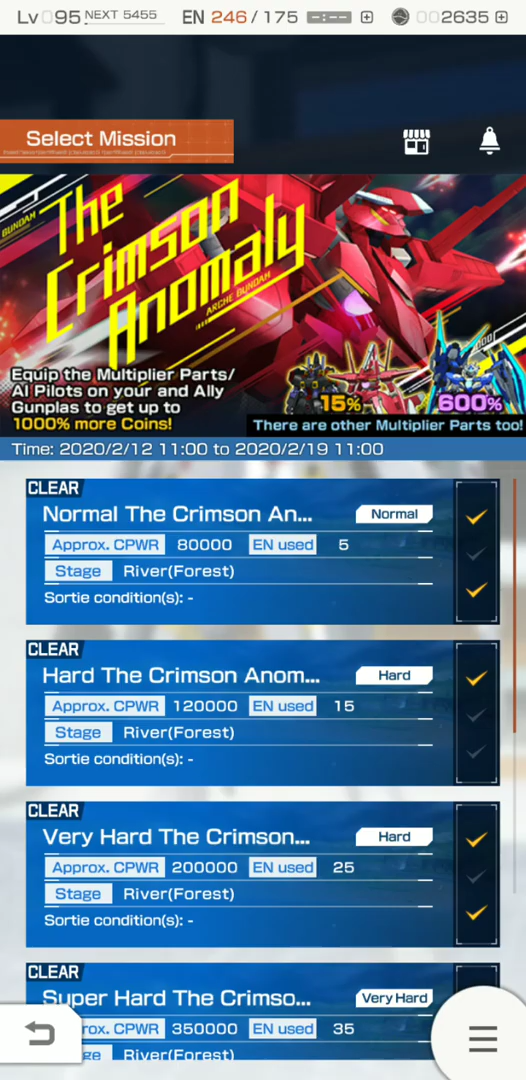 Lv 095 NEXT 5455 EN 246/175 --:-- 002635
Select Mission
GUNDAM
The
Crimson
Anomaly
ARCHE GUNDAM
Equip the Multiplier Parts/
AI Pilots on your and Ally
Gunplas to get up to
1000% more Coins!
15%
600%
There are other Multiplier Parts too!
Time: 2020/2/12 11:00 to 2020/2/19 11:00
CLEAR
Normal The Crimson An... Normal
Approx. CPWR 80000 EN used 5
Stage River(Forest)
Sortie condition(s): -
CLEAR
Hard The Crimson Anom... Hard
Approx. CPWR 120000 EN used 15
Stage River(Forest)
Sortie condition(s): -
CLEAR
Very Hard The Crimson... Hard
Approx. CPWR 200000 EN used 25
Stage River(Forest)
Sortie condition(s): -
CLEAR
Super Hard The Crimso... Very Hard
rox. CPWR 350000 EN used 35
ge River(Forest)